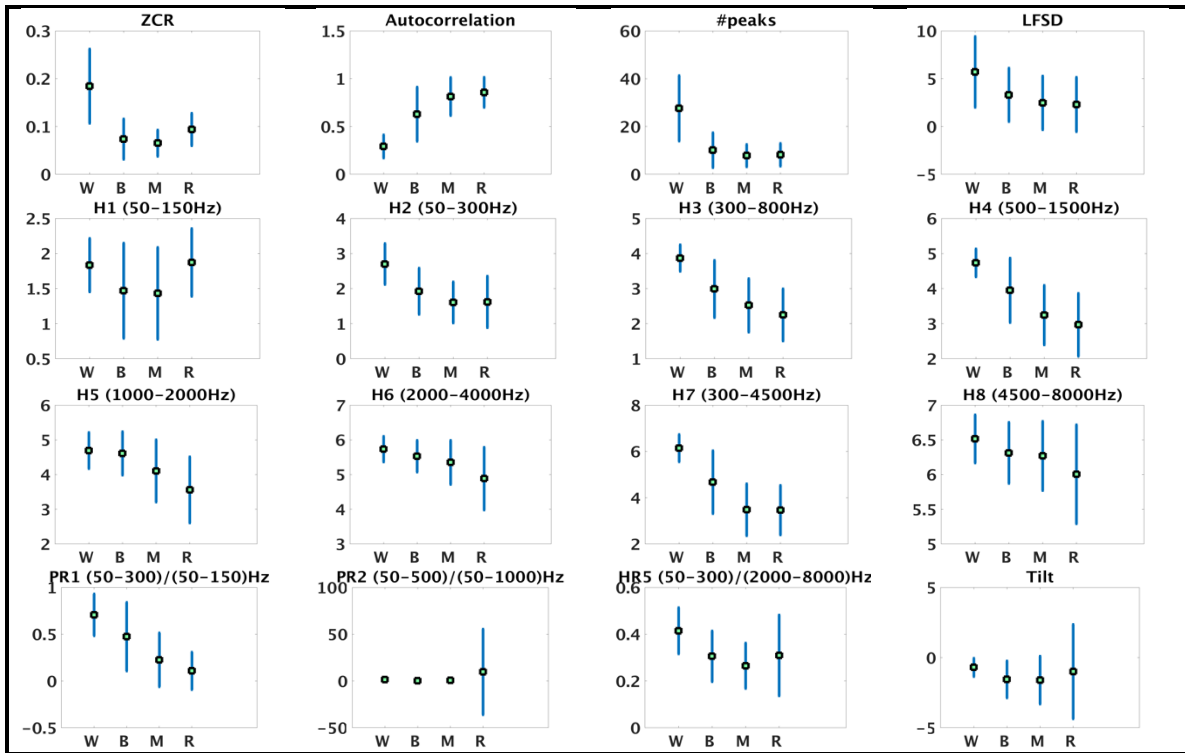 ZCR Autocorrelation #peaks LFSD
0.3 1.5 60 10
0.2 1 40 5
0.1 0.5 20 0
0 0 0 -5
W B M R W B M R W B M R W B M R
H1 (50-150Hz) H2 (50-300Hz) H3 (300-800Hz) H4 (500-1500Hz)
2.5 4 5 6
2 3 4 5
1.5 2 3 4
1 1 2 3
0.5 0 1 2
W B M R W B M R W B M R W B M R
H5 (1000-2000Hz) H6 (2000-4000Hz) H7 (300-4500Hz) H8 (4500-8000Hz)
6 7 8 7
5 6 6 6.5
4 5 4 6
3 4 2 5.5
2 3 5
W B M R W B M R W B M R W B M R
PR1 (50-300)/(50-150)Hz PR2 (50-500)/(50-1000)Hz HR5 (50-300)/(2000-8000)Hz Tilt
1 100 0.6 5
0.5 50 0.4 0
0 0 0.2 -5
-0.5 -50 0
W B M R W B M R W B M R W B M R